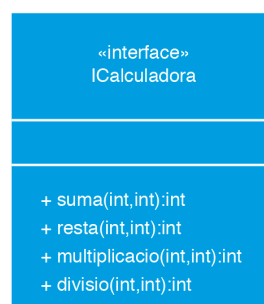 «interface»
ICalculadora
+ suma(int,int):int
+ resta(int,int):int
+ multiplicacio(int,int):int
+ divisio(int,int):int